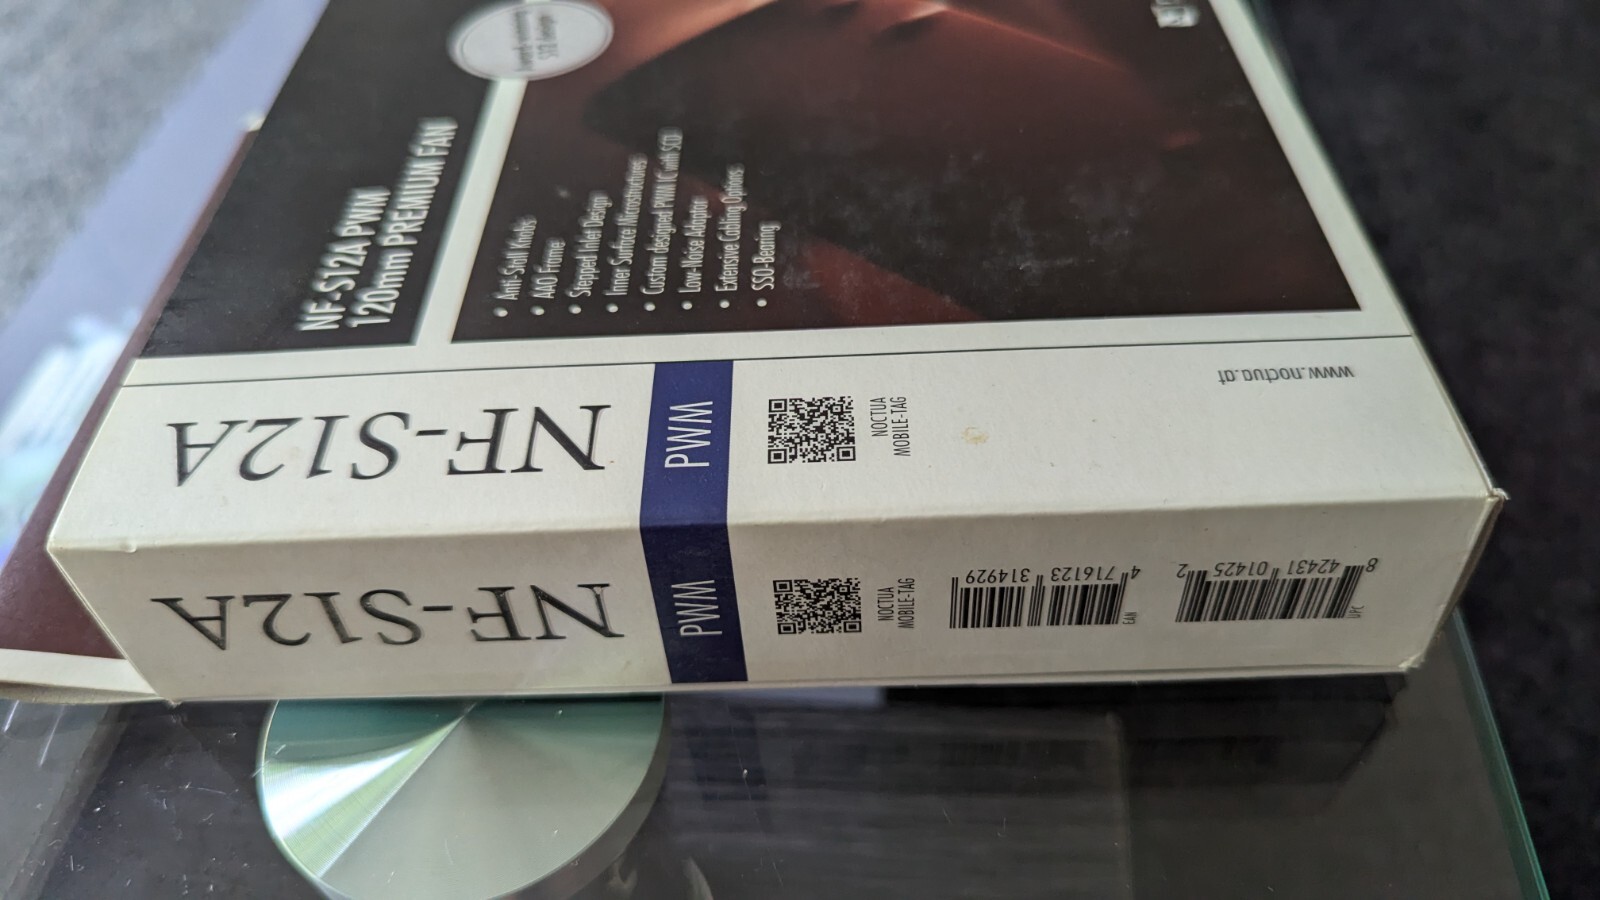 NF-S12A PWM
120mm PREMIUM FAN
• Anti-Stall Knobs
• AAO Frame
• Stepped Inlet Design
• Inner Surface Microstructures
• Custom designed PWM IC with SCD
• Low-Noise Adaptor
• Extensive Cabling Options
• SSO-Bearing
NF-S12A
PWM
NOCTUA
MOBILE-TAG
www.noctua.at
NF-S12A
PWM
NOCTUA
MOBILE-TAG
4 716123 314929
EAN
8 42431 01425 2
UPC